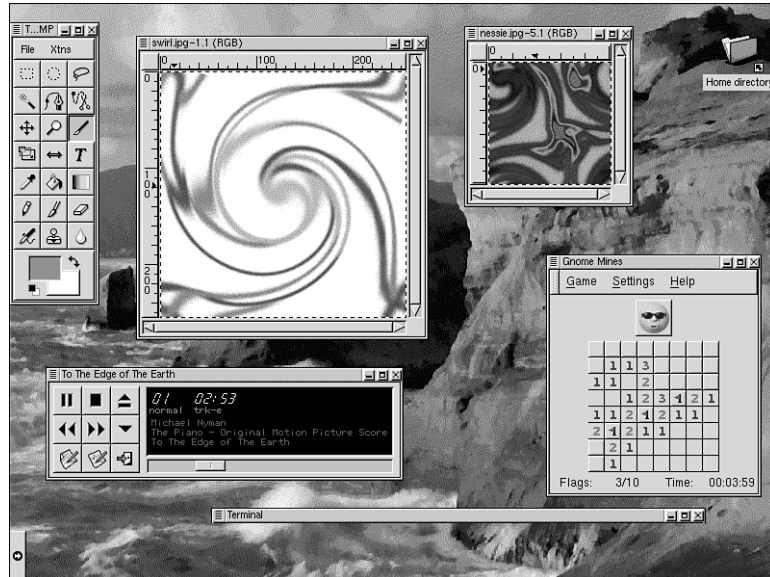 T...MP
File Xtns
swirl.jpg-1.1 (RGB)
0 100 200
0
100
200
nessie.jpg-5.1 (RGB)
0
0
Home directory
To The Edge of The Earth
01 02:53
normal trk-e
Michael Nyman
The Piano - Original Motion Picture Score
To The Edge of The Earth
Gnome Mines
Game Settings Help
1 1 3
1 1 2
1 2 3 1 2 1
1 1 2 1 2 1 1
2 1 2 1 1
2 1
1
Flags: 3/10 Time: 00:03:59
Terminal